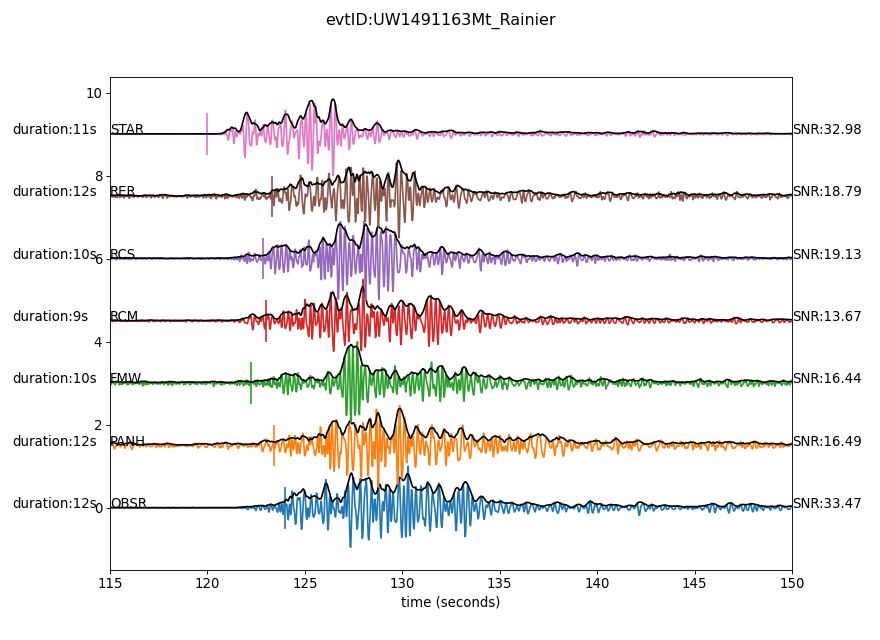 evtID:UW1491163Mt_Rainier
10
duration:11s STAR SNR:32.98
8
duration:12s RER SNR:18.79
duration:10s RCS SNR:19.13
6
duration:9s RCM SNR:13.67
4
duration:10s FMW SNR:16.44
2
duration:12s PANH SNR:16.49
duration:12s OBSR SNR:33.47
0
115 120 125 130 135 140 145 150
time (seconds)